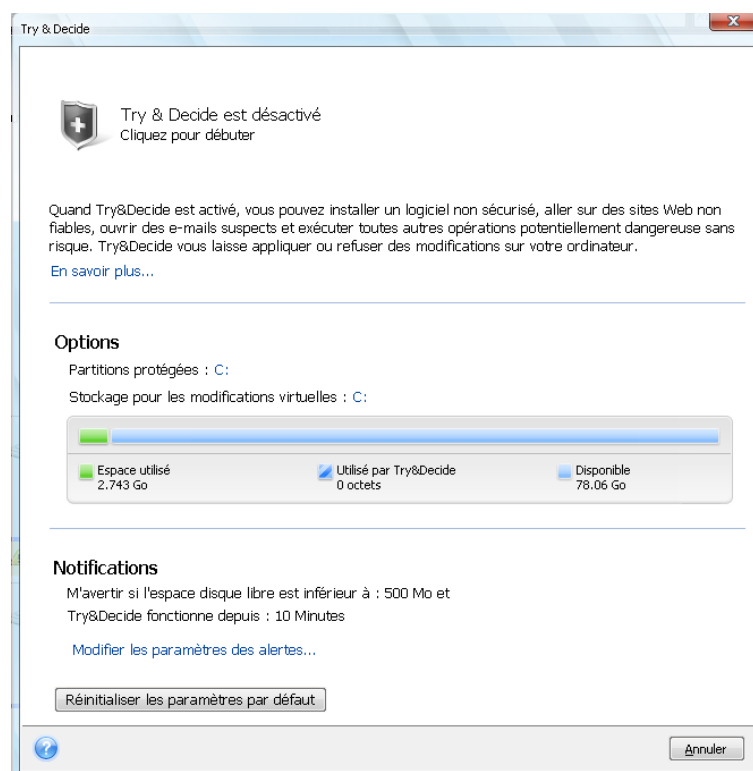 Try & Decide
Try & Decide est désactivé
Cliquez pour débuter
Quand Try&Decide est activé, vous pouvez installer un logiciel non sécurisé, aller sur des sites Web non
fiables, ouvrir des e-mails suspects et exécuter toutes autres opérations potentiellement dangereuse sans
risque. Try&Decide vous laisse appliquer ou refuser des modifications sur votre ordinateur.
En savoir plus...
Options
Partitions protégées : C:
Stockage pour les modifications virtuelles : C:
Espace utilisé
2.743 Go
Utilisé par Try&Decide
0 octets
Disponible
78.06 Go
Notifications
M'avertir si l'espace disque libre est inférieur à : 500 Mo et
Try&Decide fonctionne depuis : 10 Minutes
Modifier les paramètres des alertes...
Réinitialiser les paramètres par défaut
Annuler